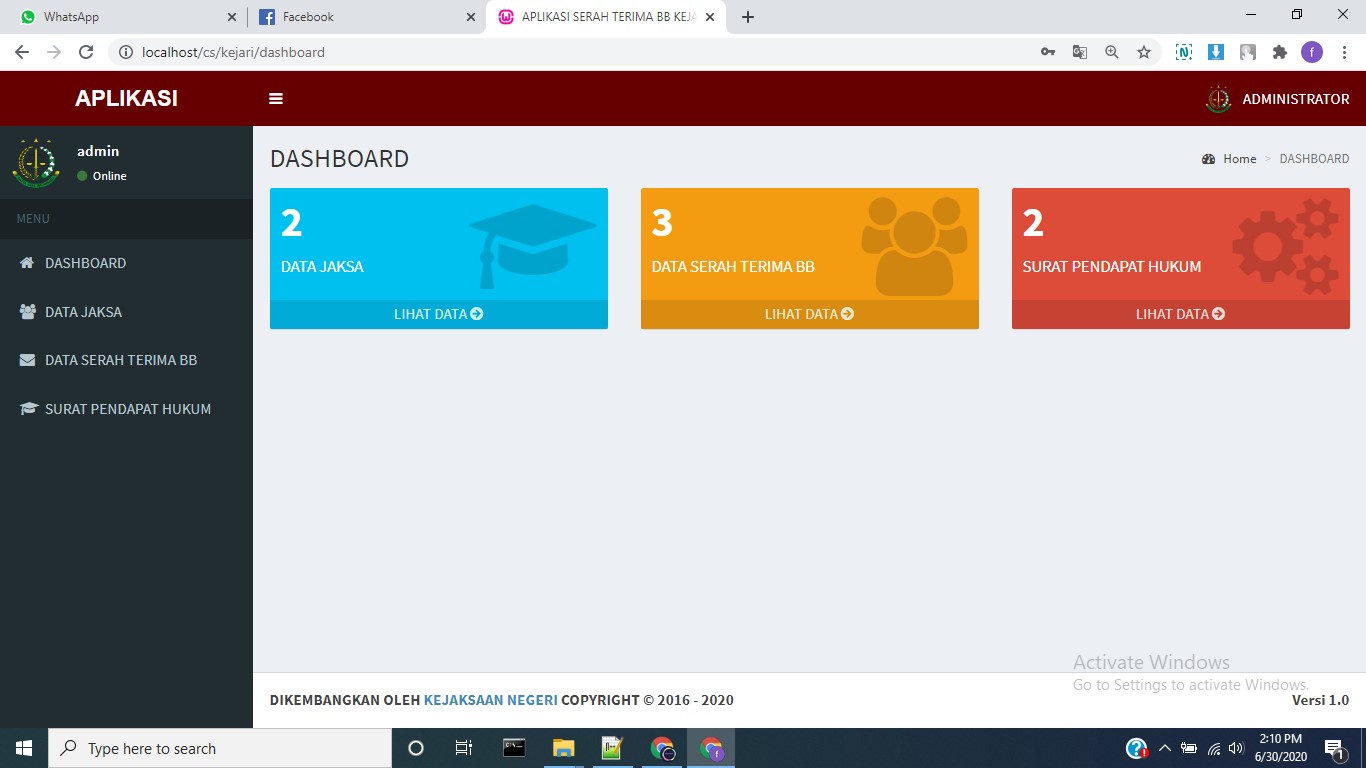 WhatsApp
Facebook
APLIKASI SERAH TERIMA BB KEJA
localhost/cs/kejari/dashboard
f
APLIKASI
ADMINISTRATOR
admin
Online
DASHBOARD
Home > DASHBOARD
MENU
DASHBOARD
DATA JAKSA
DATA SERAH TERIMA BB
SURAT PENDAPAT HUKUM
2
DATA JAKSA
LIHAT DATA
3
DATA SERAH TERIMA BB
LIHAT DATA
2
SURAT PENDAPAT HUKUM
LIHAT DATA
Activate Windows
Go to Settings to activate Windows.
DIKEMBANGKAN OLEH KEJAKSAAN NEGERI COPYRIGHT © 2016 - 2020
Versi 1.0
Type here to search
f
2:10 PM
6/30/2020
1